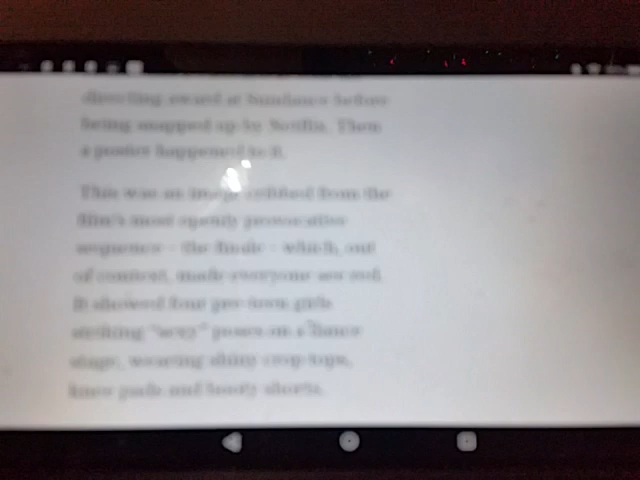 directing award at Sundance before
being snapped up by Netflix. Then
a poster happened to it.
This was an image cribbed from the
film's most openly provocative
sequence – the finale – which, out
of context, made everyone see red.
It showed four pre-teen girls
striking "sexy" poses on a dance
stage, wearing shiny crop tops,
knee pads and booty shorts.